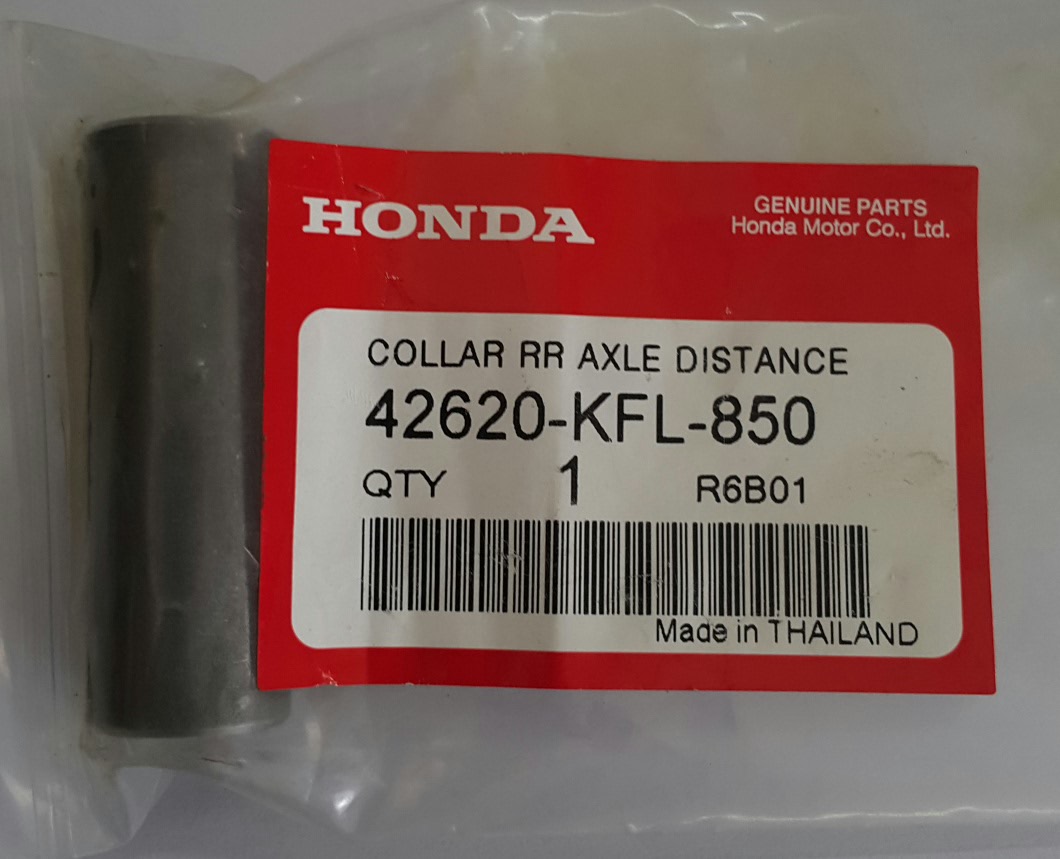 HONDA
GENUINE PARTS
Honda Motor Co., Ltd.
COLLAR RR AXLE DISTANCE
42620-KFL-850
QTY 1 R6B01
Made in THAILAND